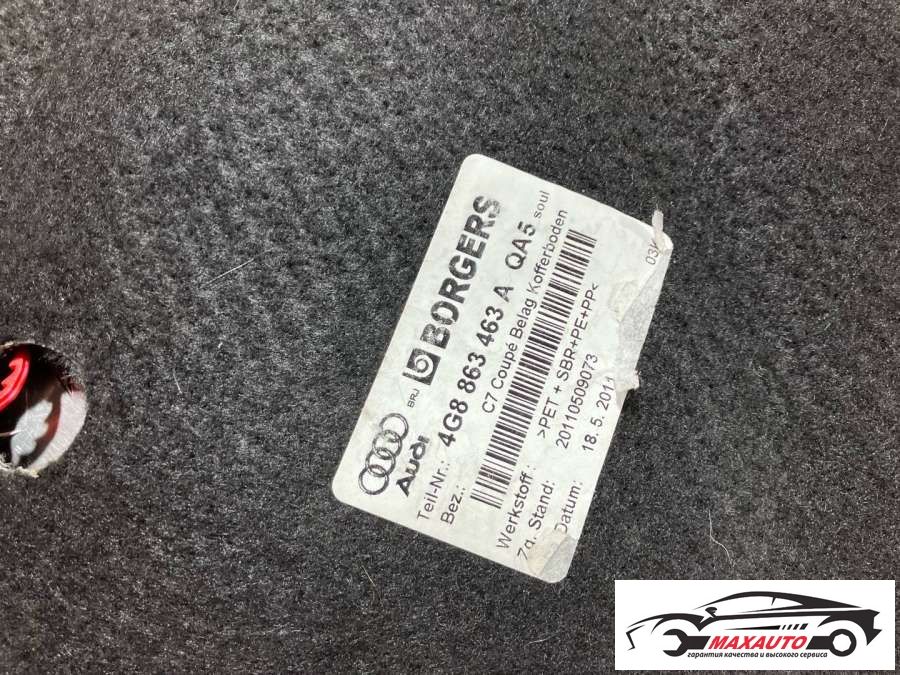 Audi
BRJ
BORGERS
Teil-Nr.: 4G8 863 463 A QA5 soul
Bez.: C7 Coupé Belag Kofferboden
Werkstoff: >PET + SBR+PE+PP<
Zg. Stand: 20110509073
Datum: 18.5.2011
MAXAUTO
гарантия качества и высокого сервиса